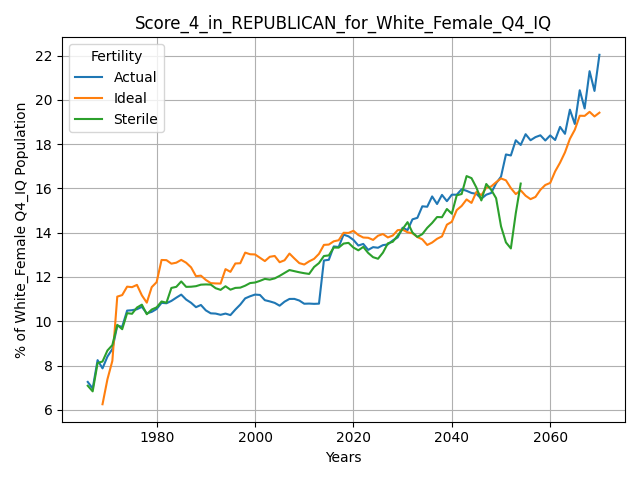 Score_4_in_REPUBLICAN_for_White_Female_Q4_IQ
Fertility
Actual
Ideal
Sterile
% of White_Female Q4_IQ Population
22
20
18
16
14
12
10
8
6
1980
2000
2020
2040
2060
Years